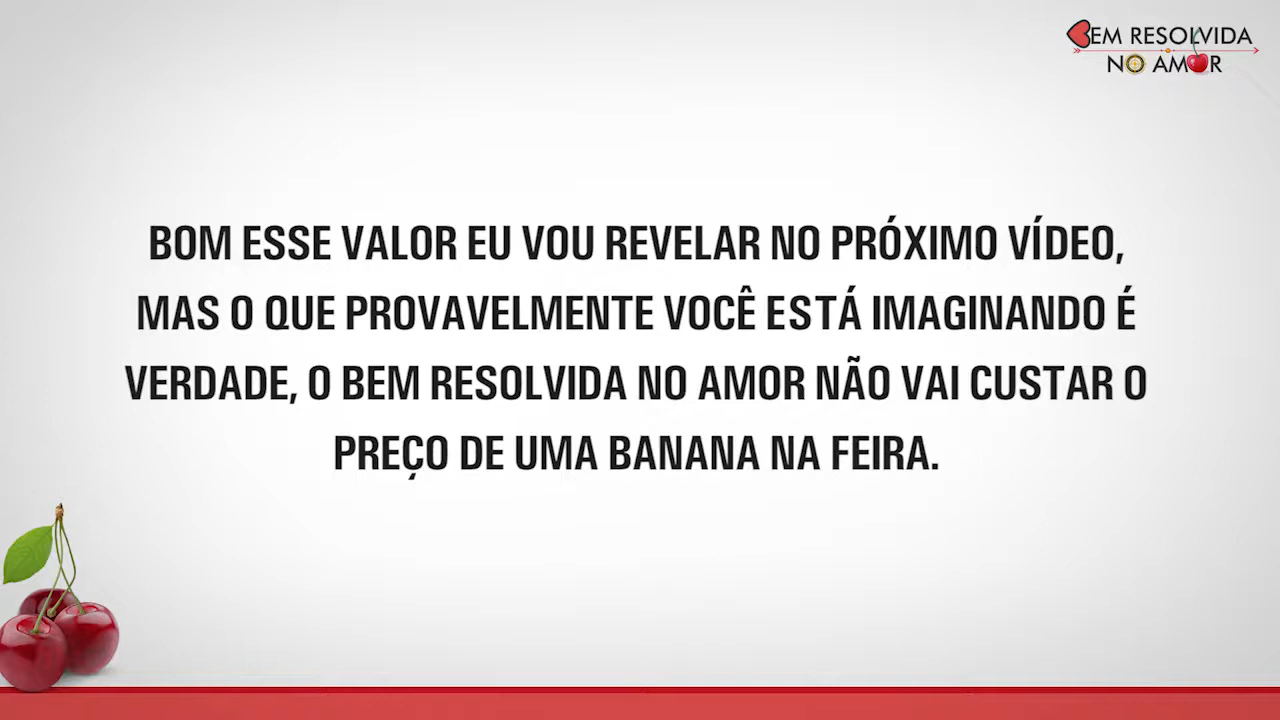 BEM RESOLVIDA
NO AMOR
BOM ESSE VALOR EU VOU REVELAR NO PRÓXIMO VÍDEO,
MAS O QUE PROVAVELMENTE VOCÊ ESTÁ IMAGINANDO É
VERDADE, O BEM RESOLVIDA NO AMOR NÃO VAI CUSTAR O
PREÇO DE UMA BANANA NA FEIRA.